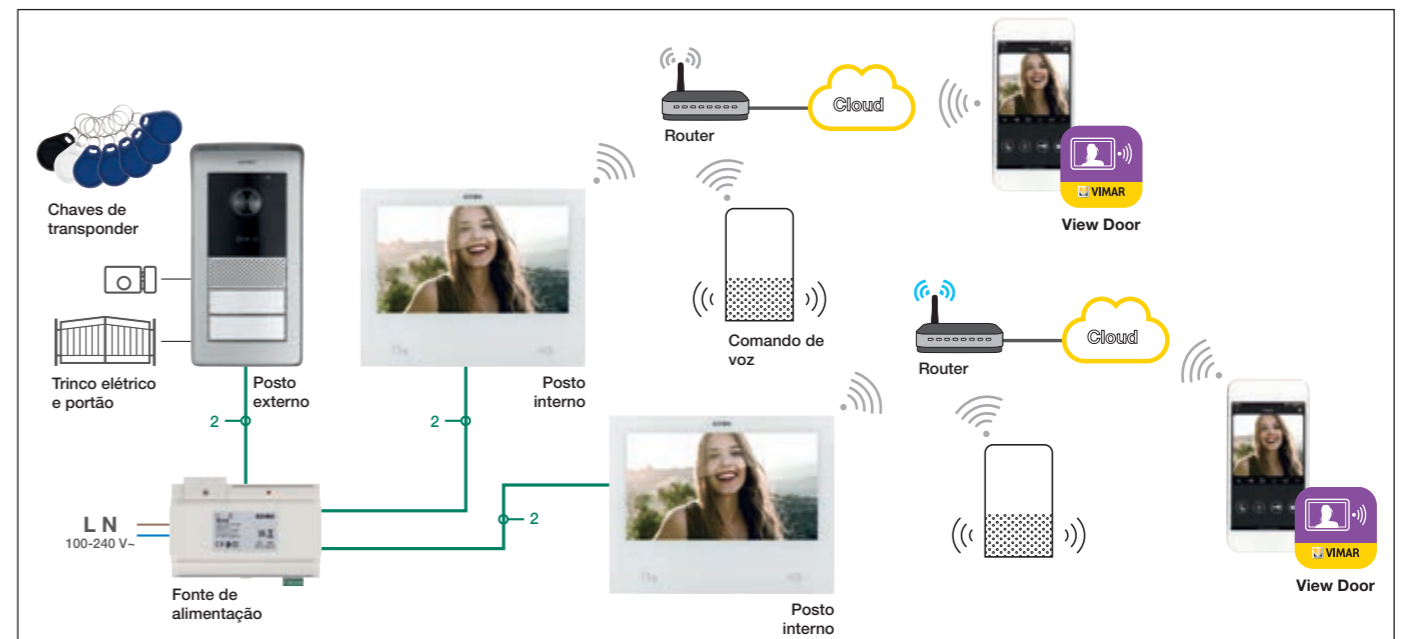 Cloud
Router
VIMAR
View Door
Chaves de
transponder
Comando de
voz
Cloud
Router
Trinco elétrico
e portão
Posto
externo
Posto
interno
2
2
2
L N
100-240 V~
VIMAR
View Door
Fonte de
alimentação
Posto
interno